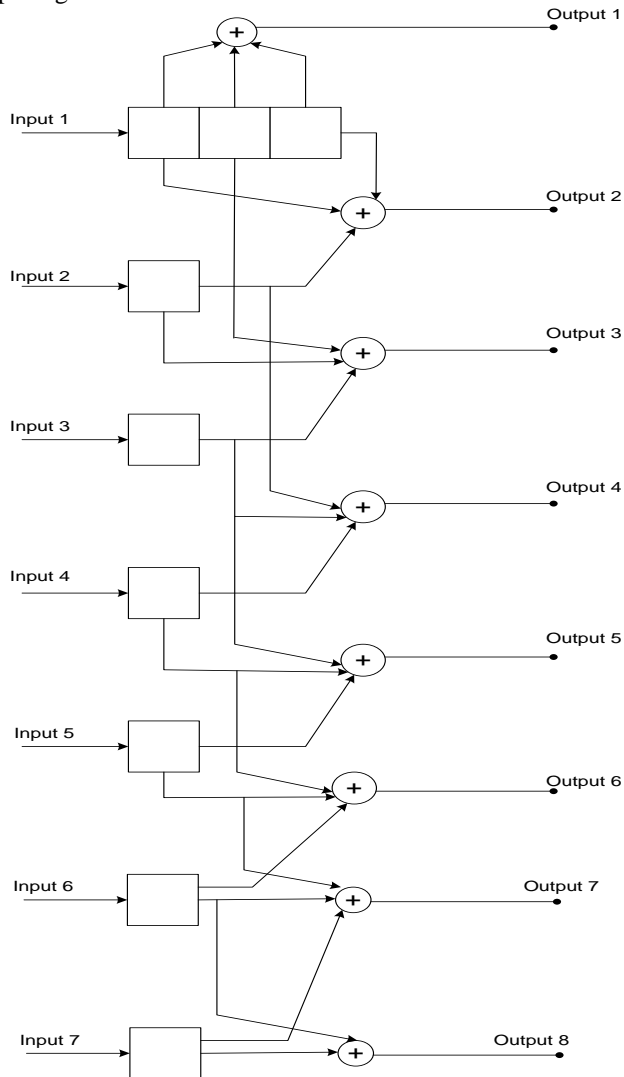 Output 1
+
Input 1
Output 2
+
Input 2
Output 3
+
Input 3
Output 4
+
Input 4
Output 5
+
Input 5
Output 6
+
Input 6
Output 7
+
Input 7
Output 8
+